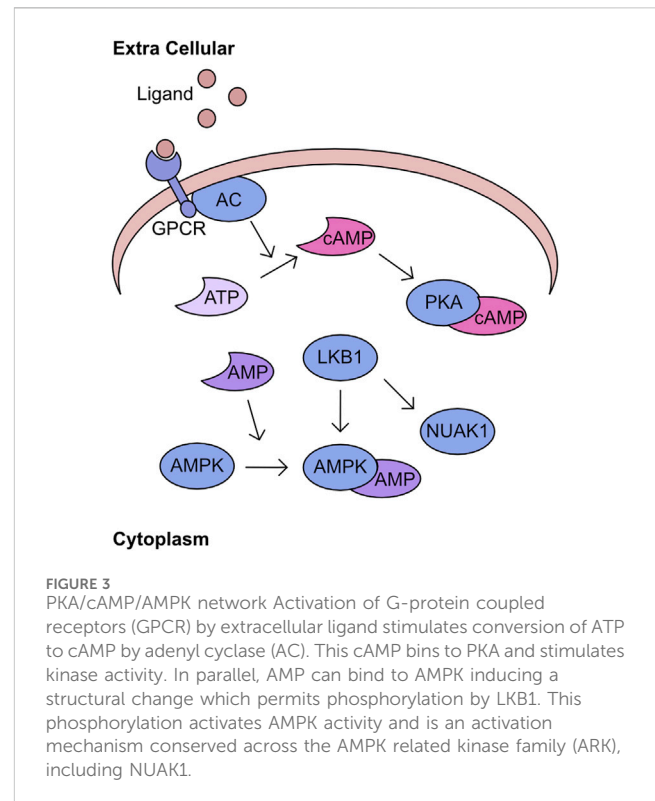 Extra Cellular
Ligand
AC
GPCR
cAMP
ATP
PKA
cAMP
LKB1
AMP
NUAK1
AMPK
AMPK
AMP
Cytoplasm
FIGURE 3
PKA/cAMP/AMPK network Activation of G-protein coupled
receptors (GPCR) by extracellular ligand stimulates conversion of ATP
to cAMP by adenyl cyclase (AC). This cAMP bins to PKA and stimulates
kinase activity. In parallel, AMP can bind to AMPK inducing a
structural change which permits phosphorylation by LKB1. This
phosphorylation activates AMPK activity and is an activation
mechanism conserved across the AMPK related kinase family (ARK),
including NUAK1.